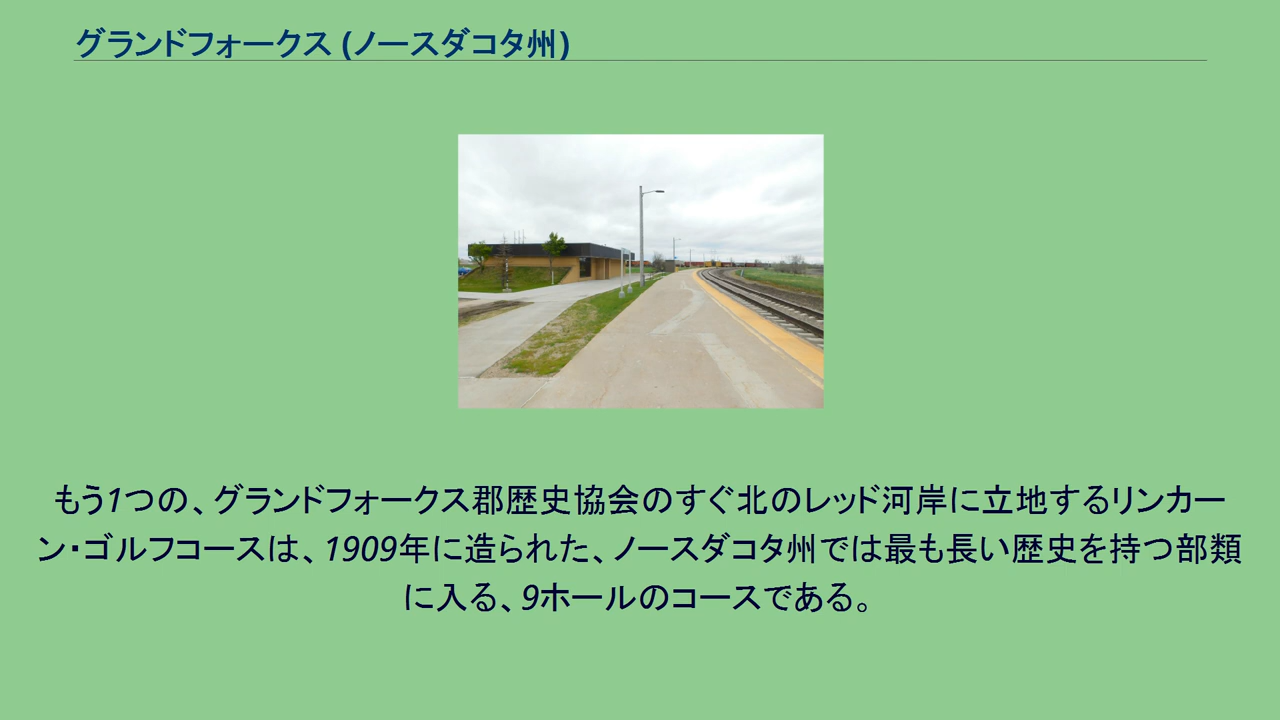 グランドフォークス (ノースダコタ州)
もう1つの、グランドフォークス郡歴史協会のすぐ北のレッド河岸に立地するリンカー
ン・ゴルフコースは、1909年に造られた、ノースダコタ州では最も長い歴史を持つ部類
に入る、9ホールのコースである。